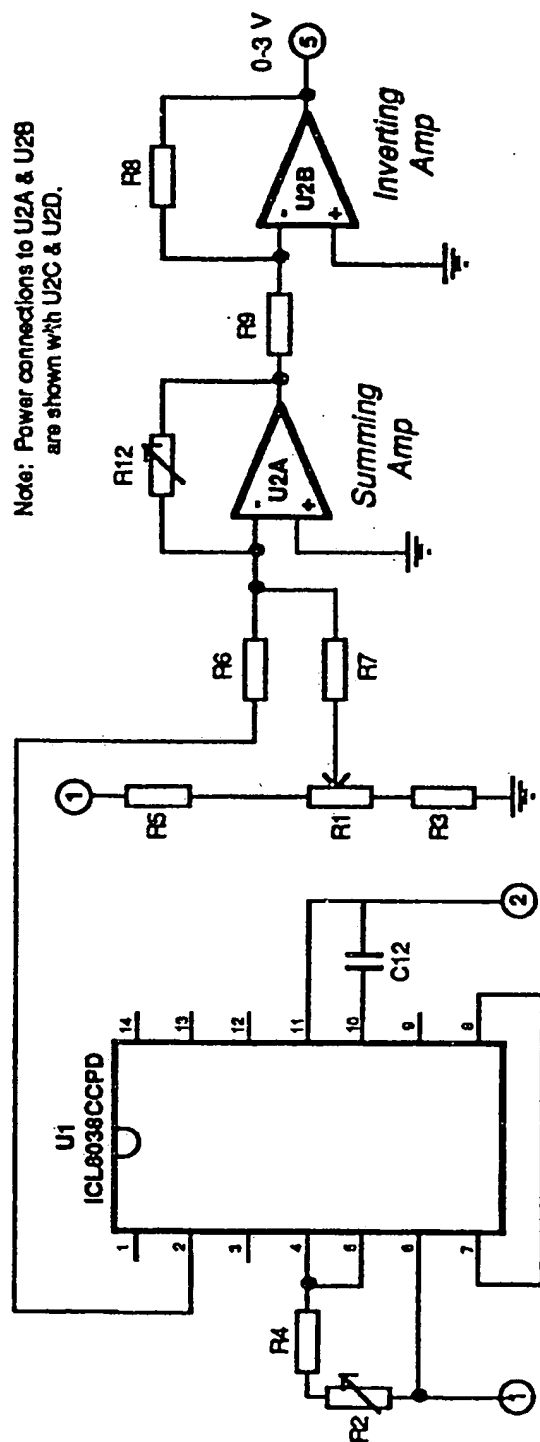 Note: Power connections to U2A & U2B
are shown with U2C & U2D.
0-3 V
5
R8
U2B
-
+
Inverting
Amp
R9
R12
U2A
-
+
Summing
Amp
R6
R7
1
R5
R1
R3
U1
ICL8038CCPD
1
2
3
4
5
6
7
14
13
12
11
10
9
8
C12
2
R4
R2
1